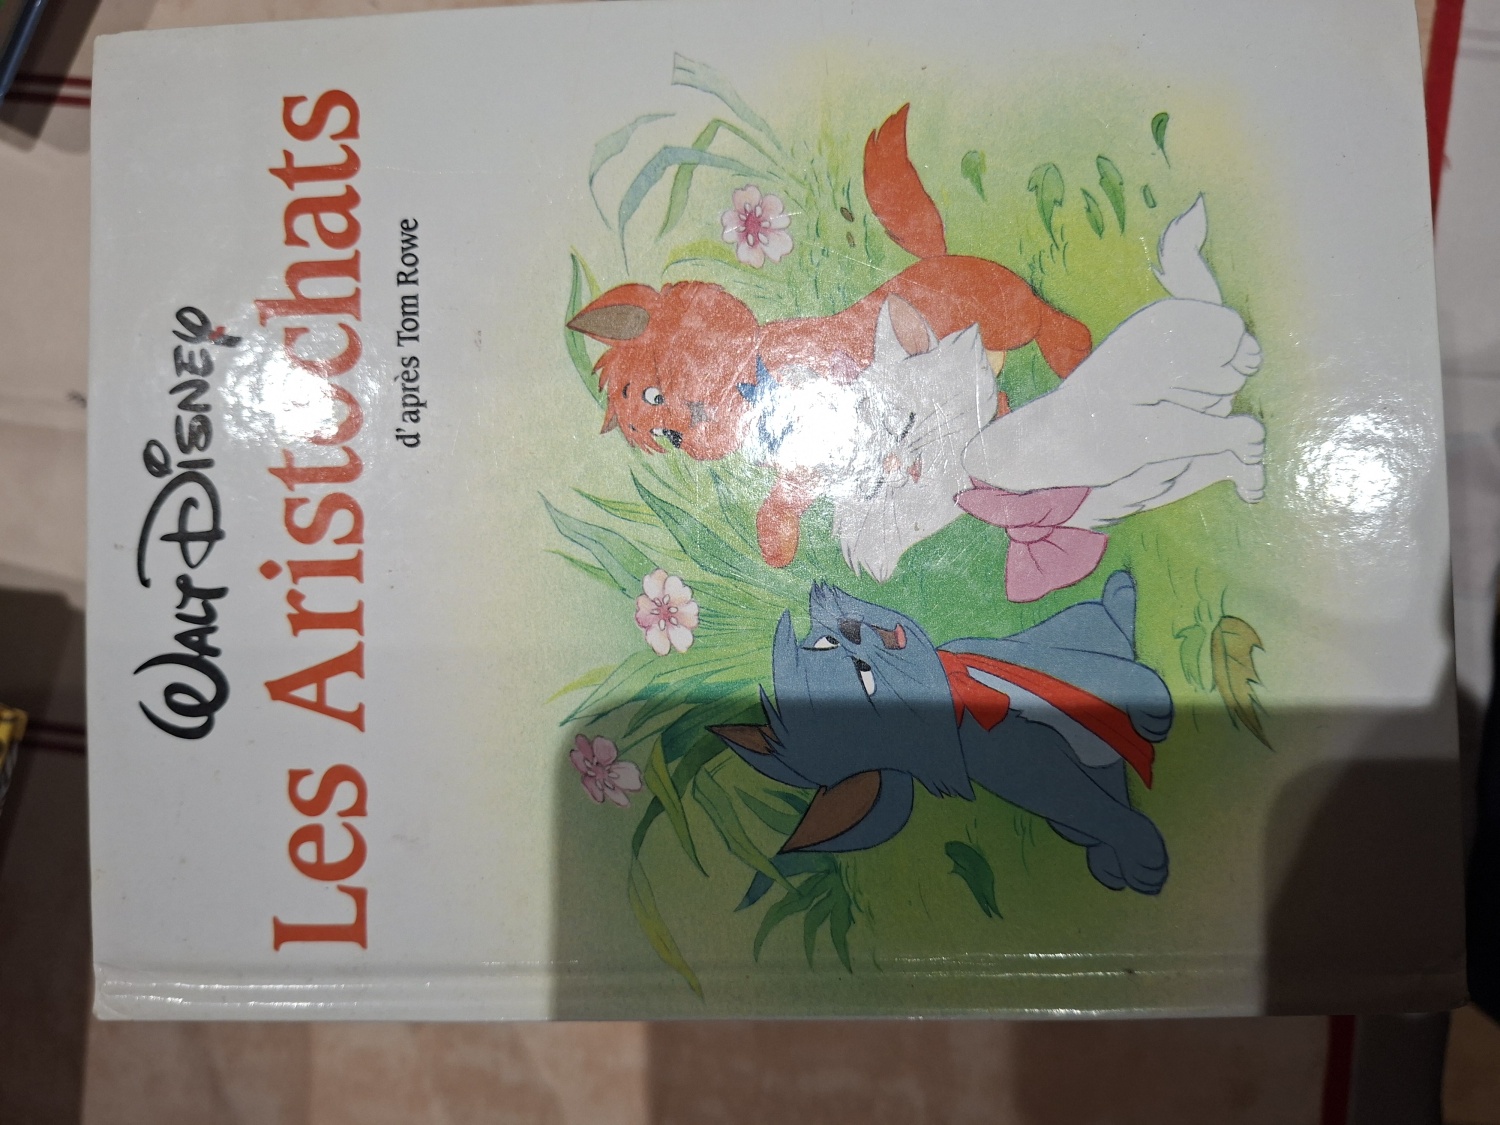 WALT DISNEY
Les Aristochats
d'après Tom Rowe